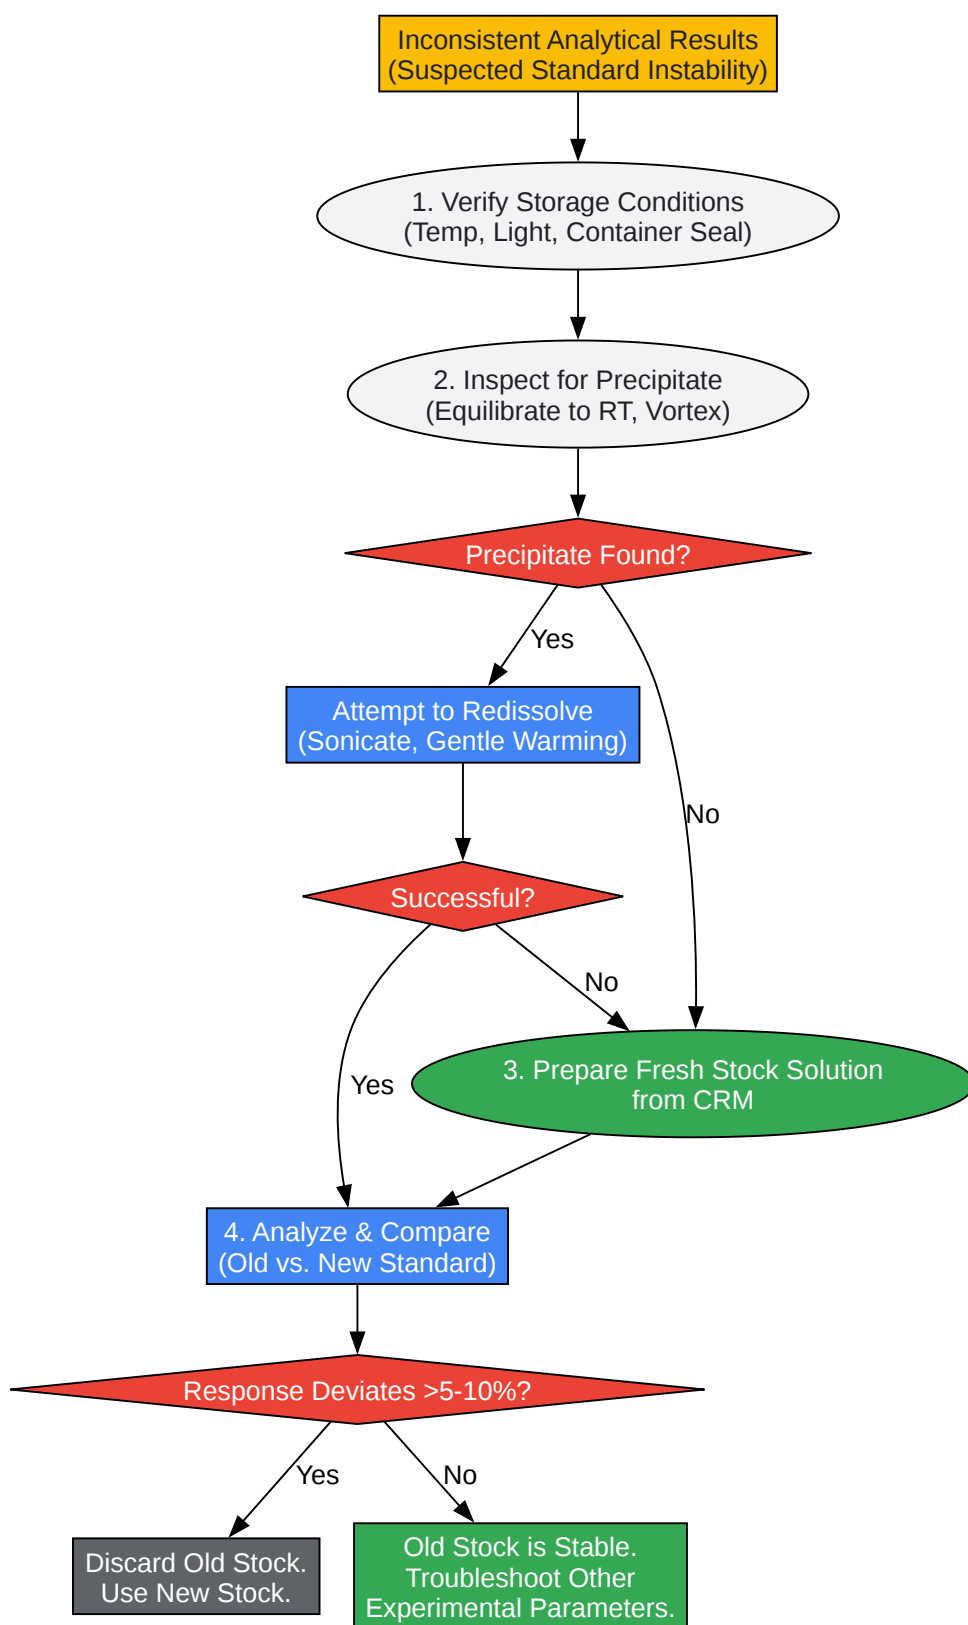 Inconsistent Analytical Results
(Suspected Standard Instability)
1. Verify Storage Conditions
(Temp, Light, Container Seal)
2. Inspect for Precipitate
(Equilibrate to RT, Vortex)
Precipitate Found?
Yes
Attempt to Redissolve
(Sonicate, Gentle Warming)
No
Successful?
No
3. Prepare Fresh Stock Solution
from CRM
Yes
4. Analyze & Compare
(Old vs. New Standard)
Response Deviates >5-10%?
Yes
No
Discard Old Stock.
Use New Stock.
Old Stock is Stable.
Troubleshoot Other
Experimental Parameters.